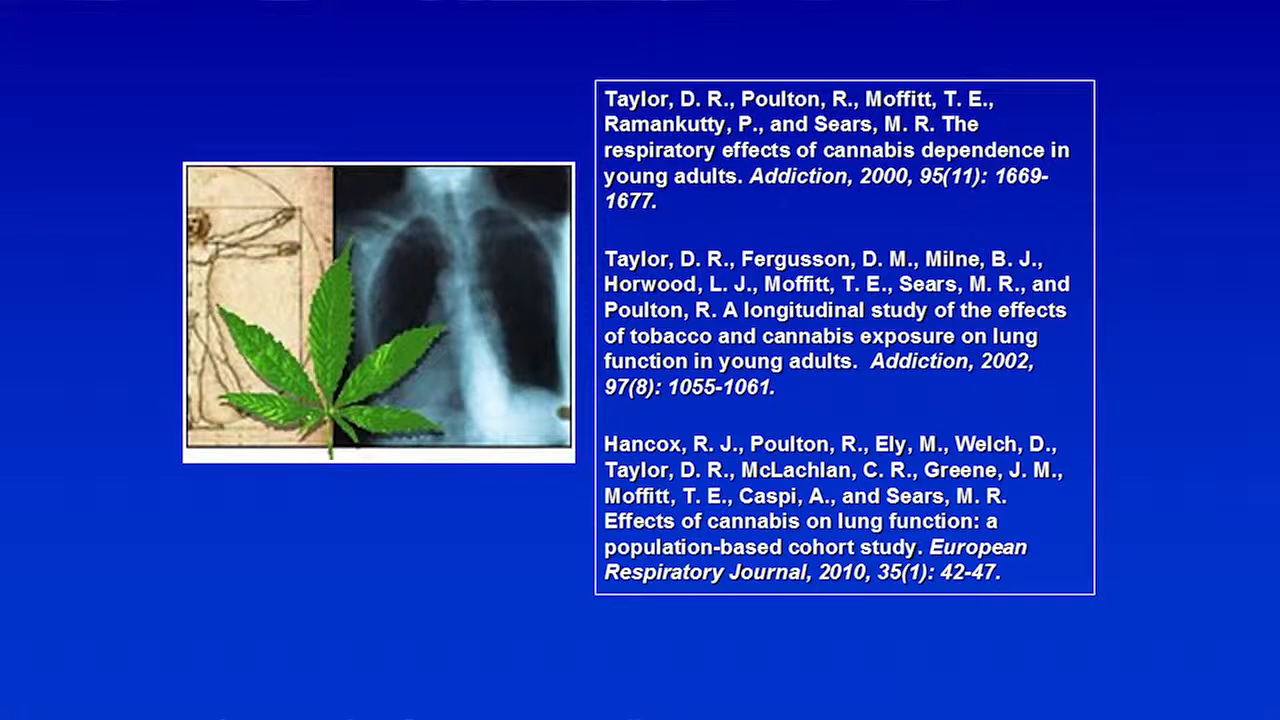 Taylor, D. R., Poulton, R., Moffitt, T. E.,
Ramankutty, P., and Sears, M. R. The
respiratory effects of cannabis dependence in
young adults. Addiction, 2000, 95(11): 1669-
1677.
Taylor, D. R., Fergusson, D. M., Milne, B. J.,
Horwood, L. J., Moffitt, T. E., Sears, M. R., and
Poulton, R. A longitudinal study of the effects
of tobacco and cannabis exposure on lung
function in young adults. Addiction, 2002,
97(8): 1055-1061.
Hancox, R. J., Poulton, R., Ely, M., Welch, D.,
Taylor, D. R., McLachlan, C. R., Greene, J. M.,
Moffitt, T. E., Caspi, A., and Sears, M. R.
Effects of cannabis on lung function: a
population-based cohort study. European
Respiratory Journal, 2010, 35(1): 42-47.